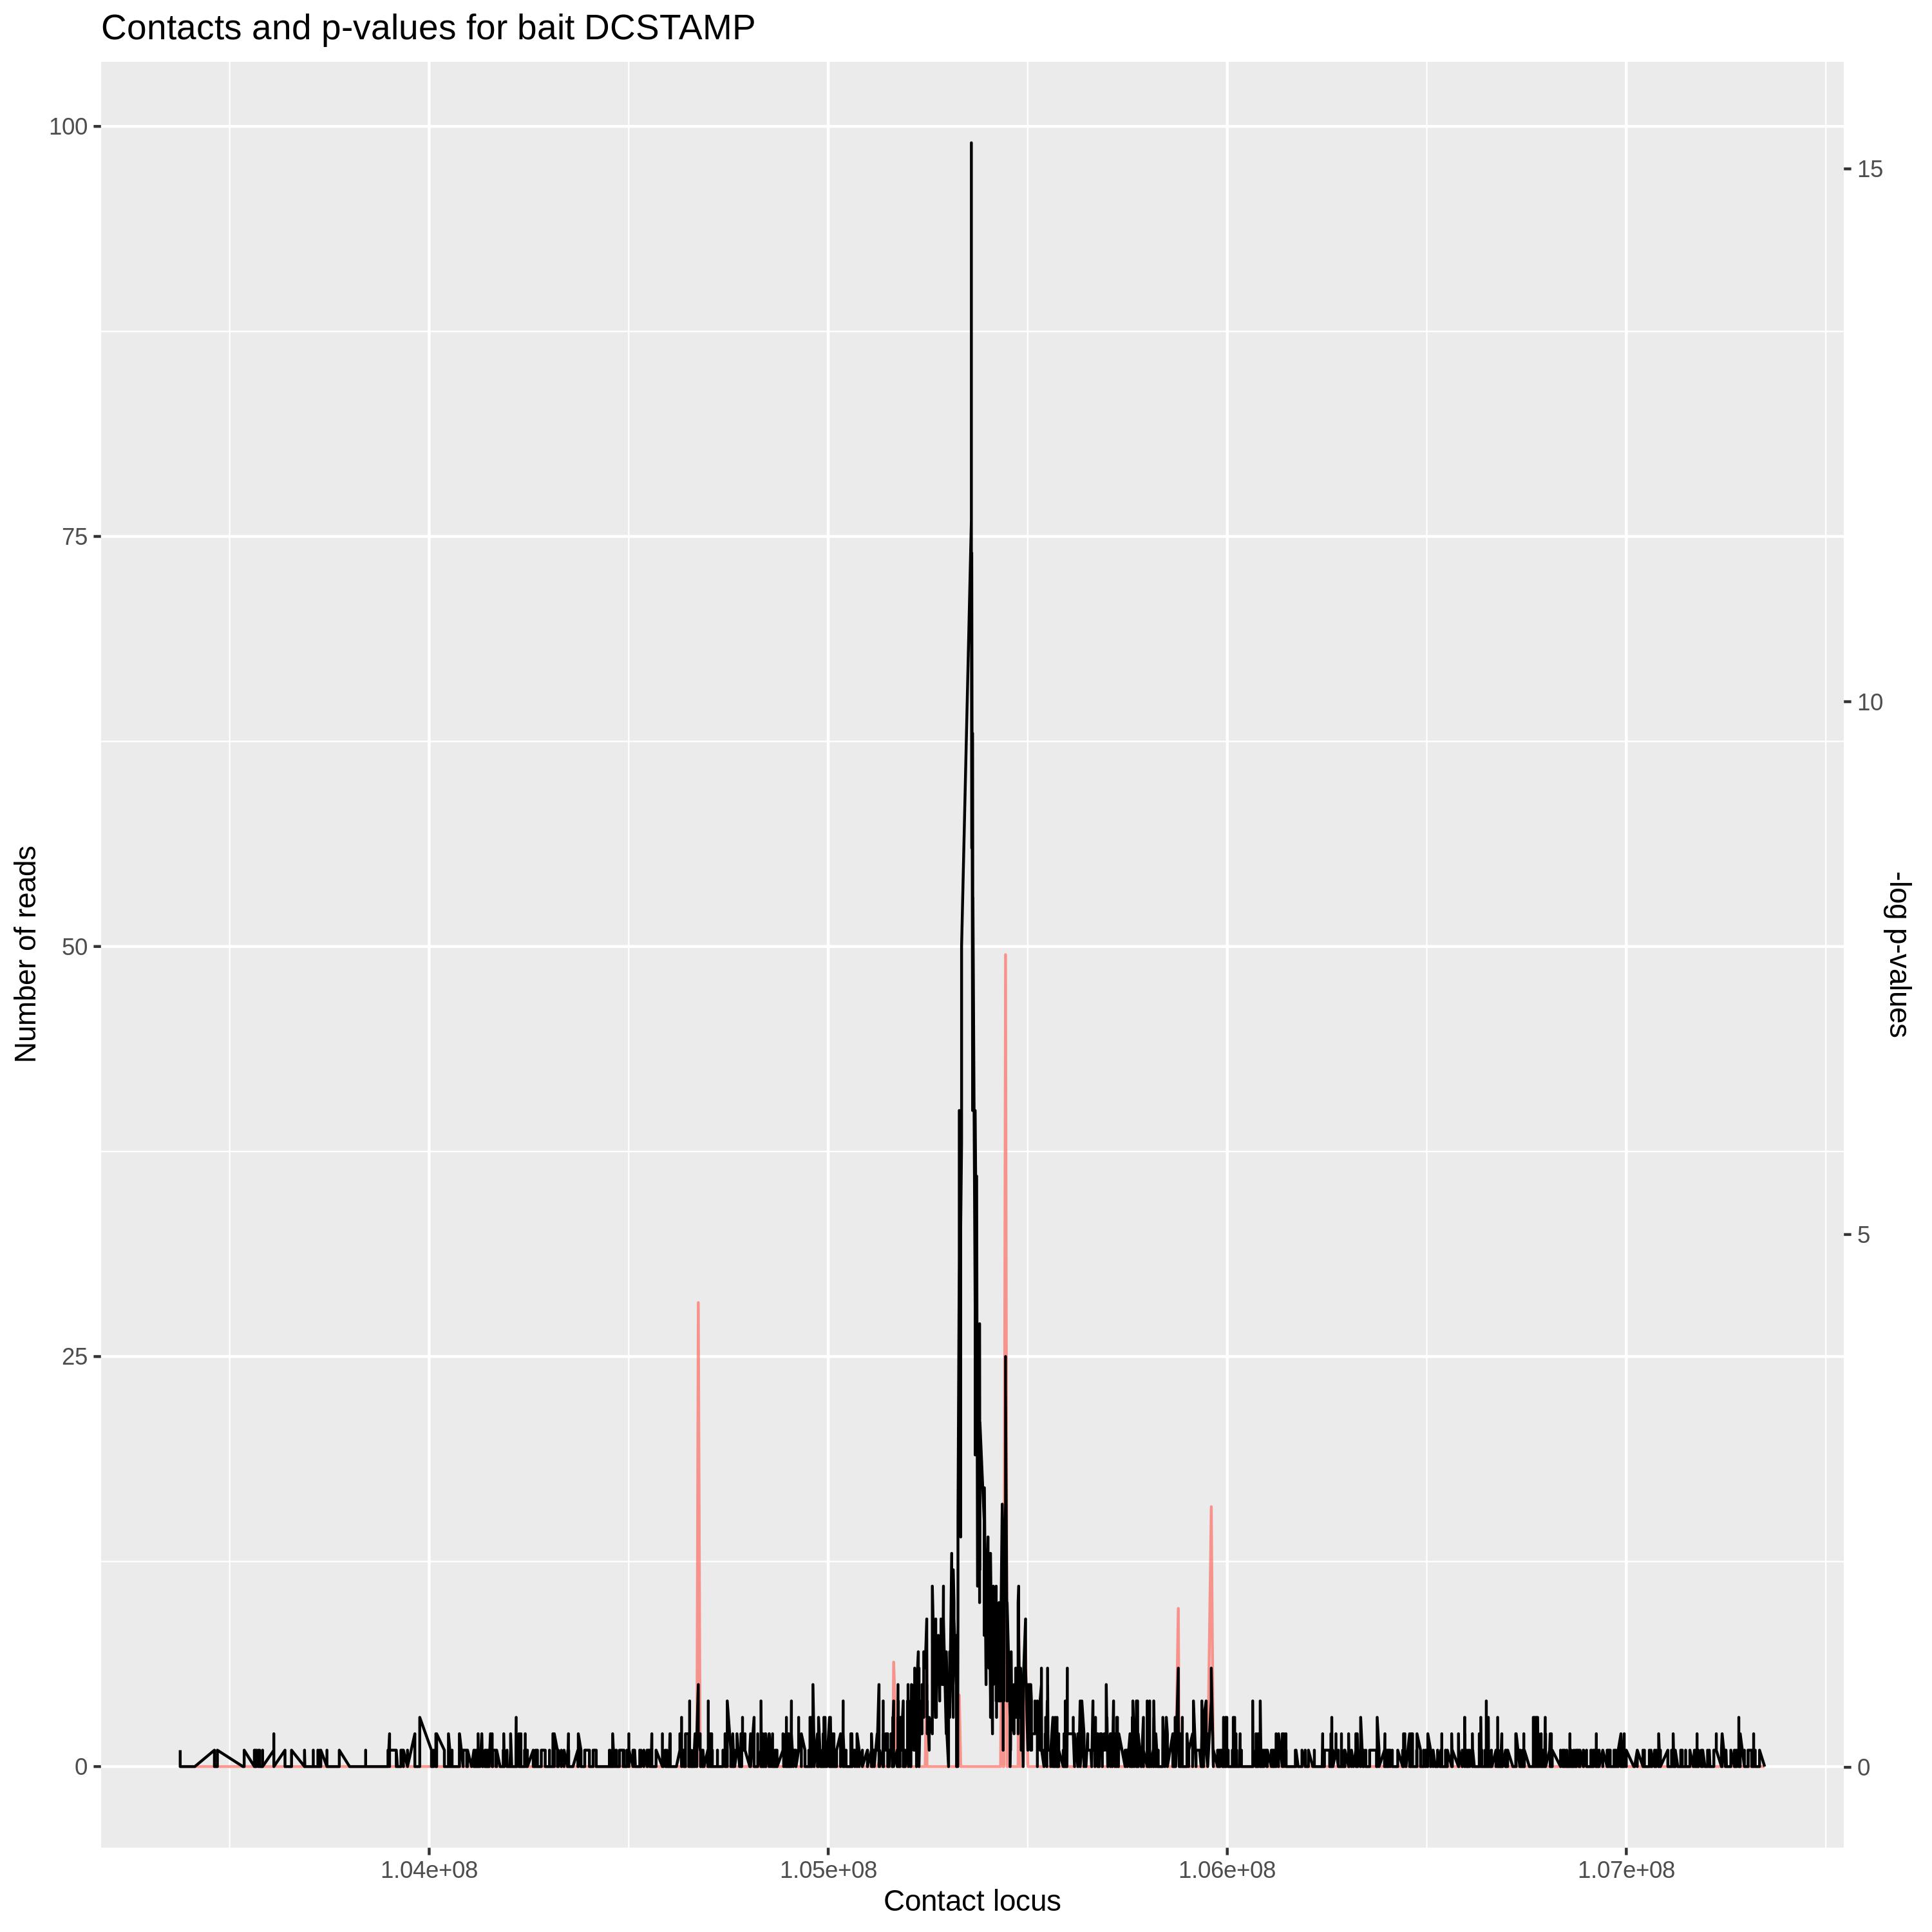 Contacts and p-values for bait DCSTAMP
100
75
50
25
0
Number of reads
15
10
5
0
-log p-values
1.04e+08
1.05e+08
1.06e+08
1.07e+08
Contact locus